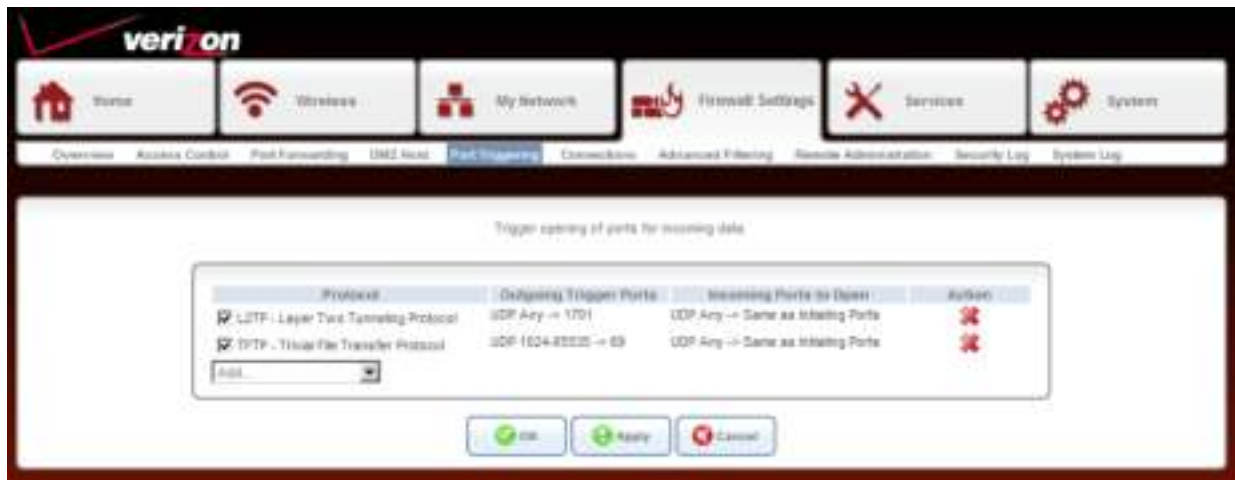 verizon
Home Wireless My Network Firewall Settings Services System
Overview Access Control Port Forwarding DMZ Host Port Triggering Connections Advanced Filtering Remote Administration Security Log System Log
Trigger opening of ports for incoming data
Protocol Outgoing Trigger Ports Incoming Ports to Open Action
L2TP - Layer Two Tunneling Protocol UDP Any -> 1701 UDP Any -> Same as Initiating Ports
TFTP - Trivial File Transfer Protocol UDP 1024-65535 -> 69 UDP Any -> Same as Initiating Ports
Add...
OK Apply Cancel